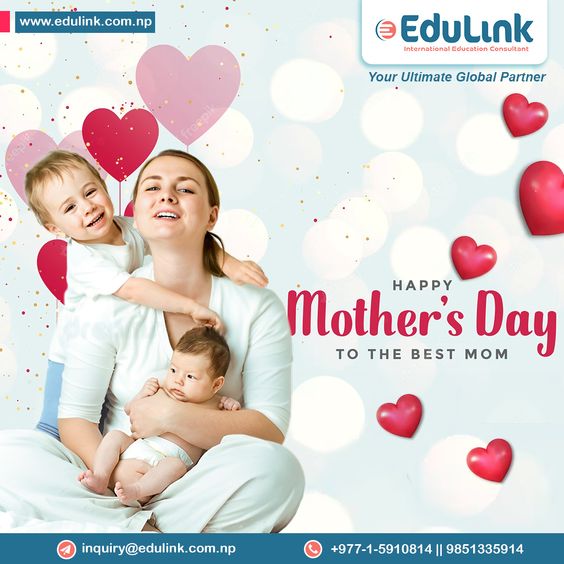 www.edulink.com.np
EduLink
International Education Consultant
Your Ultimate Global Partner
HAPPY
Mother's Day
TO THE BEST MOM
inquiry@edulink.com.np
+977-1-5910814 || 9851335914